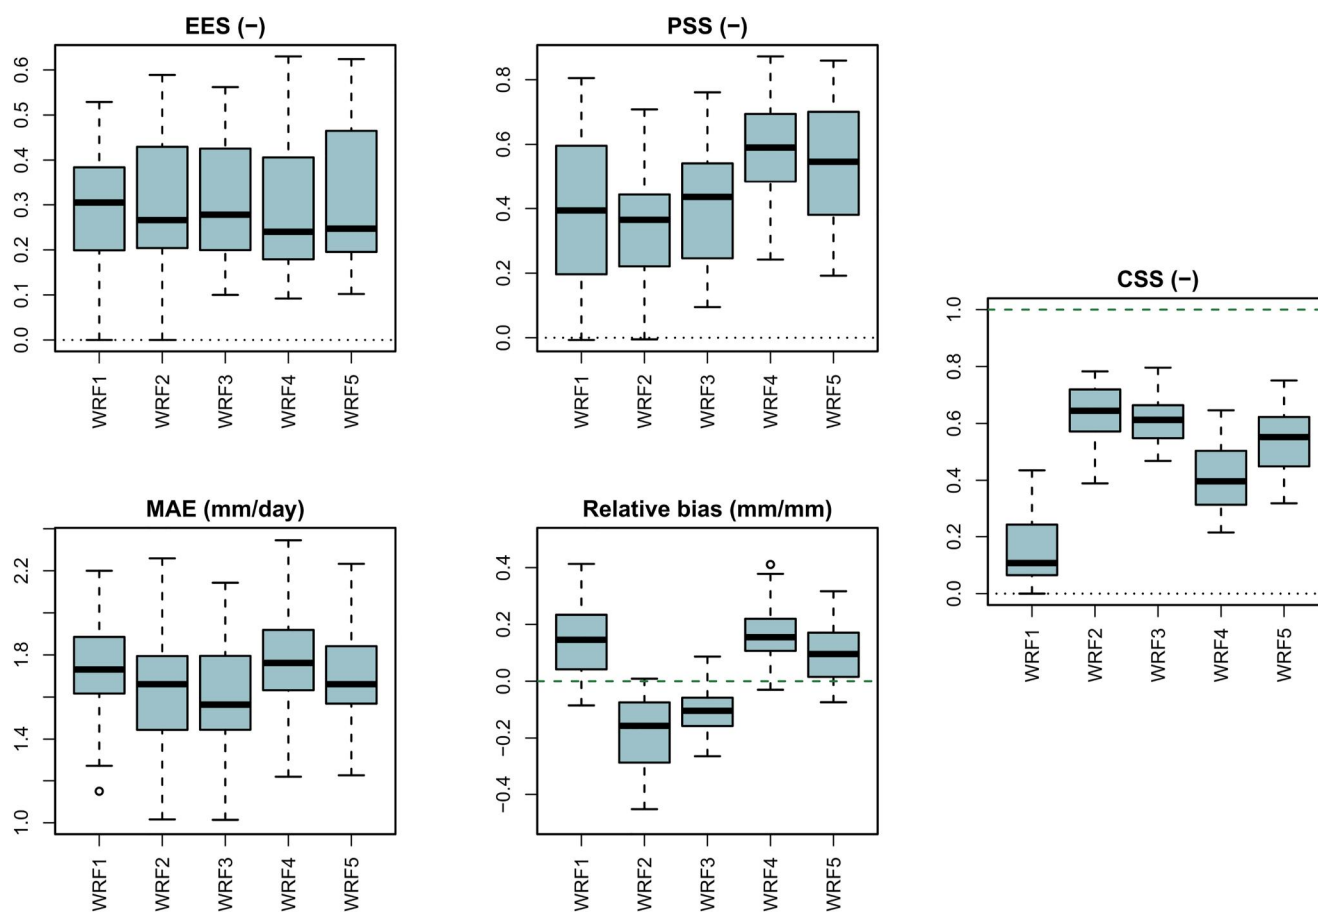 EES (−)
0.6
0.5
0.4
0.3
0.2
0.1
0.0
WRF1
WRF2
WRF3
WRF4
WRF5
PSS (−)
0.8
0.6
0.4
0.2
0.0
WRF1
WRF2
WRF3
WRF4
WRF5
CSS (−)
1.0
0.8
0.6
0.4
0.2
0.0
WRF1
WRF2
WRF3
WRF4
WRF5
MAE (mm/day)
2.2
1.8
1.4
1.0
WRF1
WRF2
WRF3
WRF4
WRF5
Relative bias (mm/mm)
0.4
0.2
0.0
−0.2
−0.4
WRF1
WRF2
WRF3
WRF4
WRF5